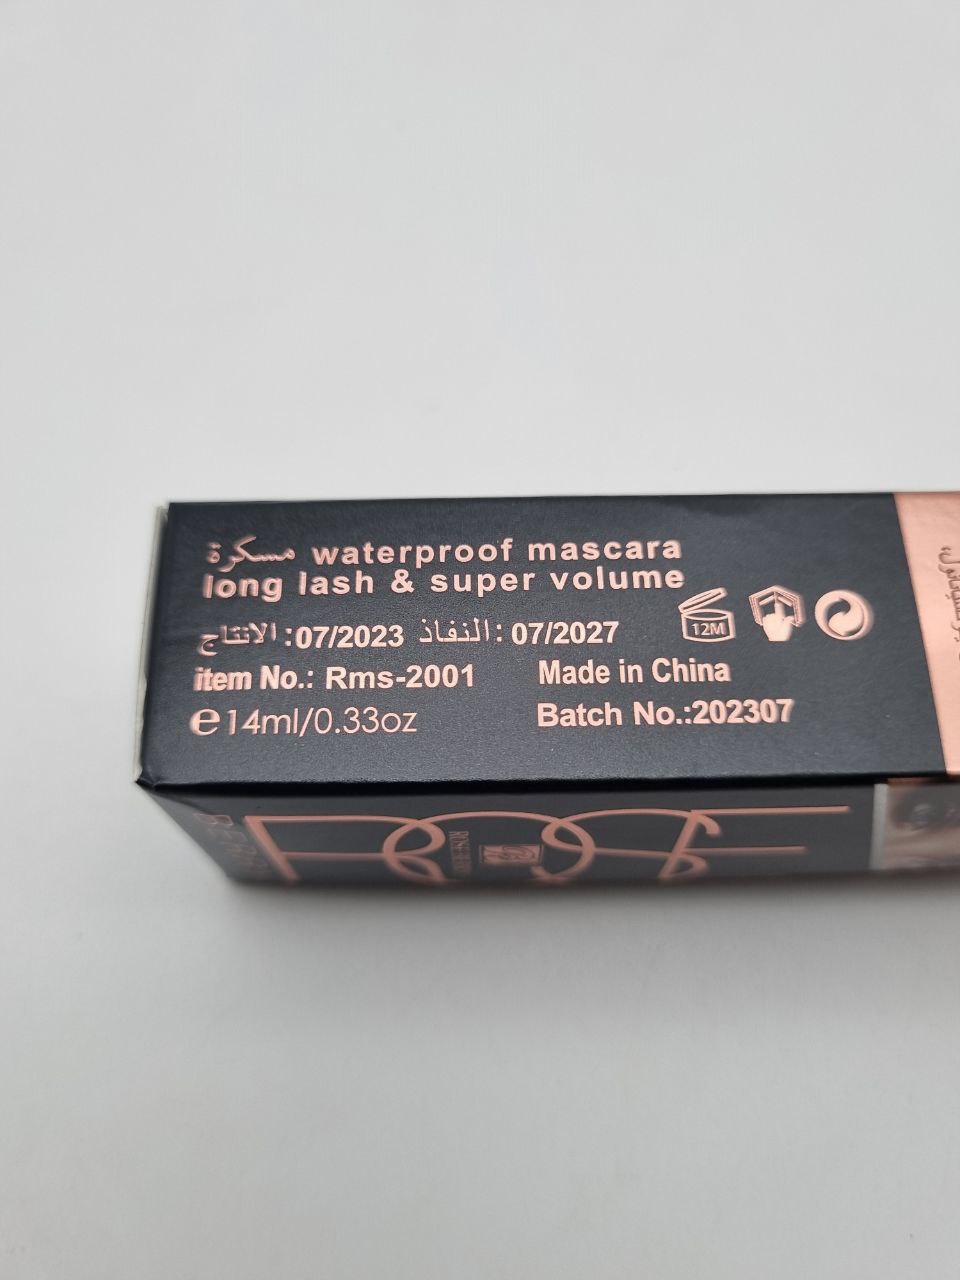 مسكرة waterproof mascara
long lash & super volume
الانتاج :07/2023 النفاذ: 07/2027
12M
item No.: Rms-2001 Made in China
e14ml/0.33oz Batch No.:202307
ROSE